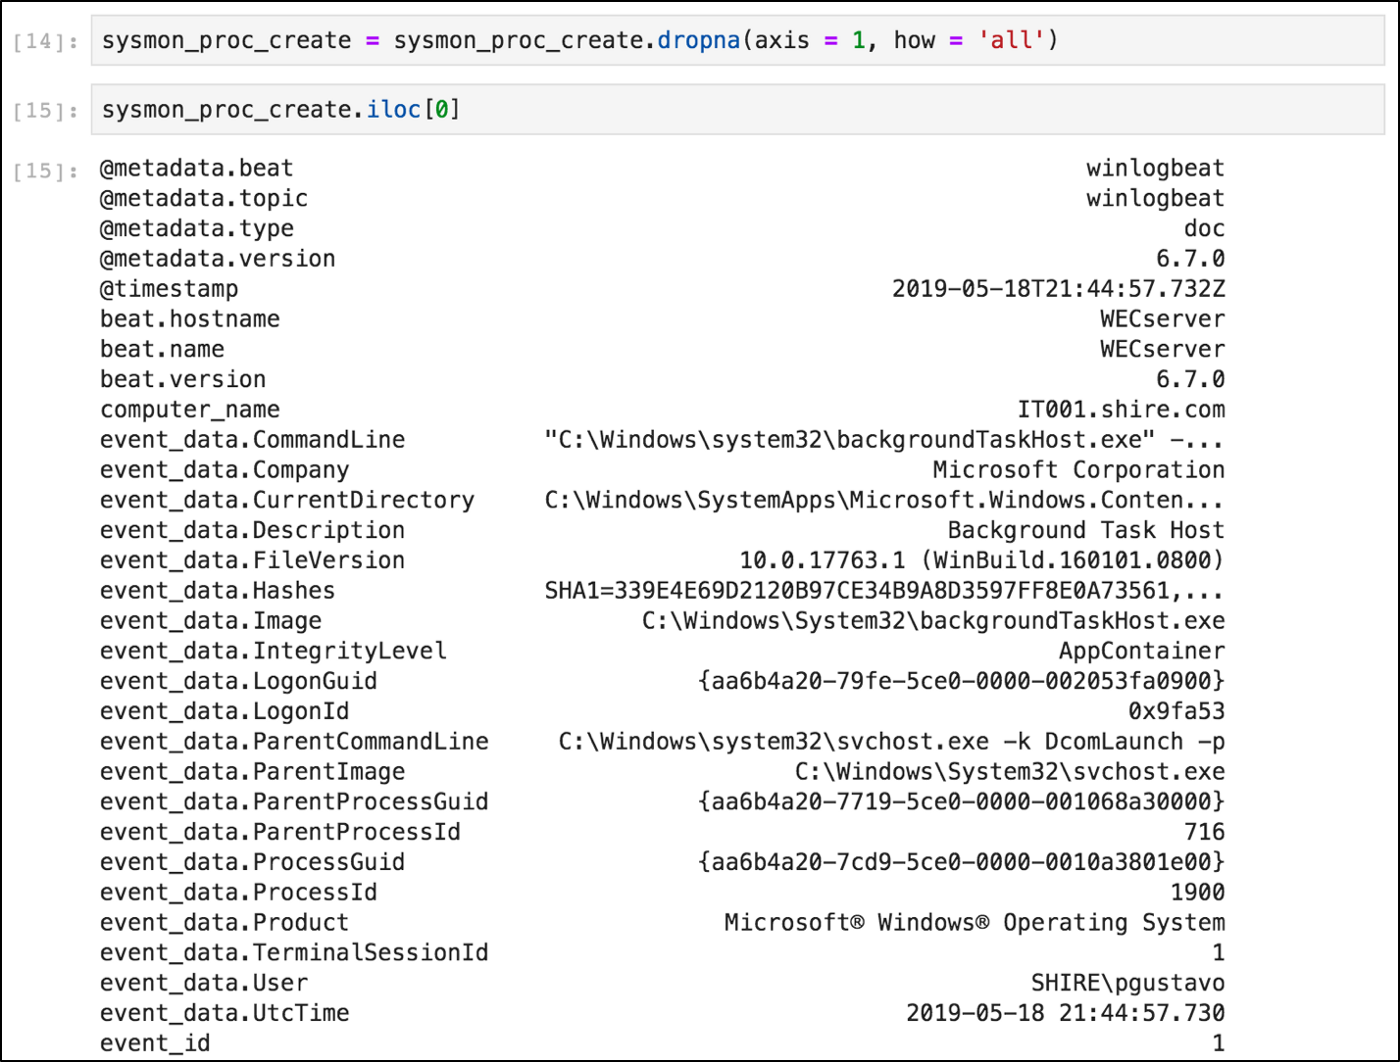 [14]: sysmon_proc_create = sysmon_proc_create.dropna(axis = 1, how = 'all')
[15]: sysmon_proc_create.iloc[0]
[15]: @metadata.beat winlogbeat
@metadata.topic winlogbeat
@metadata.type doc
@metadata.version 6.7.0
@timestamp 2019-05-18T21:44:57.732Z
beat.hostname WECserver
beat.name WECserver
beat.version 6.7.0
computer_name IT001.shire.com
event_data.CommandLine "C:\Windows\system32\backgroundTaskHost.exe" -...
event_data.Company Microsoft Corporation
event_data.CurrentDirectory C:\Windows\SystemApps\Microsoft.Windows.Conten...
event_data.Description Background Task Host
event_data.FileVersion 10.0.17763.1 (WinBuild.160101.0800)
event_data.Hashes SHA1=339E4E69D2120B97CE34B9A8D3597FF8E0A73561,...
event_data.Image C:\Windows\System32\backgroundTaskHost.exe
event_data.IntegrityLevel AppContainer
event_data.LogonGuid {aa6b4a20-79fe-5ce0-0000-002053fa0900}
event_data.LogonId 0x9fa53
event_data.ParentCommandLine C:\Windows\system32\svchost.exe -k DcomLaunch -p
event_data.ParentImage C:\Windows\System32\svchost.exe
event_data.ParentProcessGuid {aa6b4a20-7719-5ce0-0000-001068a30000}
event_data.ParentProcessId 716
event_data.ProcessGuid {aa6b4a20-7cd9-5ce0-0000-0010a3801e00}
event_data.ProcessId 1900
event_data.Product Microsoft® Windows® Operating System
event_data.TerminalSessionId 1
event_data.User SHIRE\pgustavo
event_data.UtcTime 2019-05-18 21:44:57.730
event_id 1